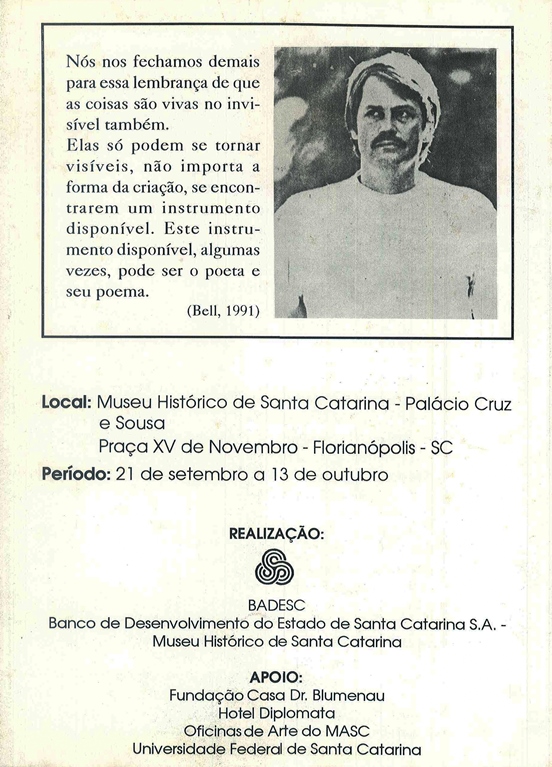 Nós nos fechamos demais
para essa lembrança de que
as coisas são vivas no invi-
sível também.
Elas só podem se tornar
visíveis, não importa a
forma da criação, se encon-
trarem um instrumento
disponível. Este instru-
mento disponível, algumas
vezes, pode ser o poeta e
seu poema.
(Bell, 1991)
Local: Museu Histórico de Santa Catarina - Palácio Cruz
e Sousa
Praça XV de Novembro - Florianópolis - SC
Período: 21 de setembro a 13 de outubro
REALIZAÇÃO:
BADESC
Banco de Desenvolvimento do Estado de Santa Catarina S.A. -
Museu Histórico de Santa Catarina
APOIO:
Fundação Casa Dr. Blumenau
Hotel Diplomata
Oficinas de Arte do MASC
Universidade Federal de Santa Catarina